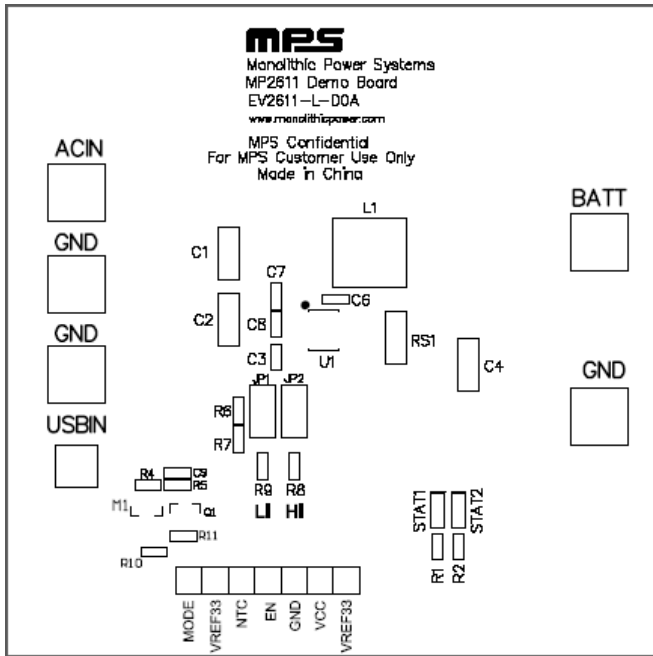 MPS
Monolithic Power Systems
MP2611 Demo Board
EV2611-L-D0A
www.monolithicpower.com
MPS Confidential
For MPS Customer Use Only
Made in China
ACIN
GND
GND
USBIN
BATT
GND
L1
C1
C7
C6
C2
C8
U1
RS1
C3
C4
JP1
JP2
R6
R7
R4
C9
R5
M1
Q1
R11
R10
R9
R8
HI
STAT1
STAT2
R1
R2
MODE
VREF33
NTC
EN
GND
VCC
VREF33